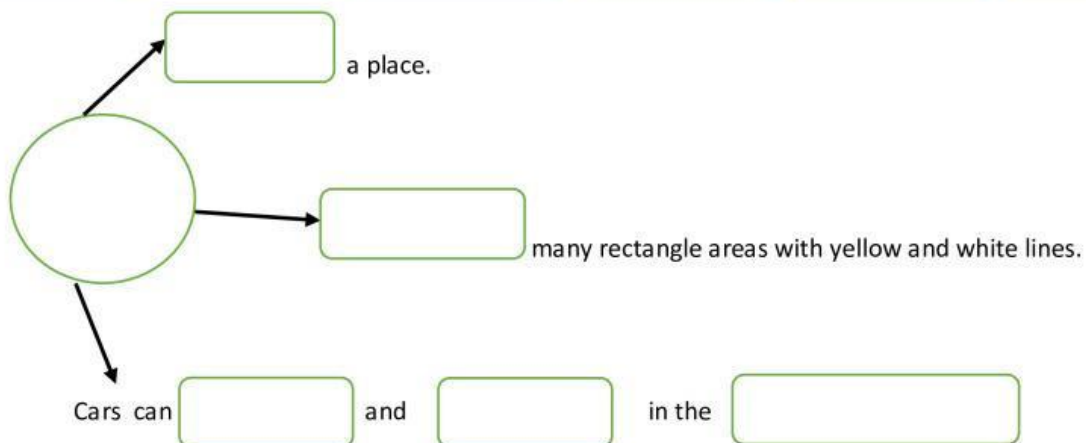 a place.
many rectangle areas with yellow and white lines.
Cars can and in the